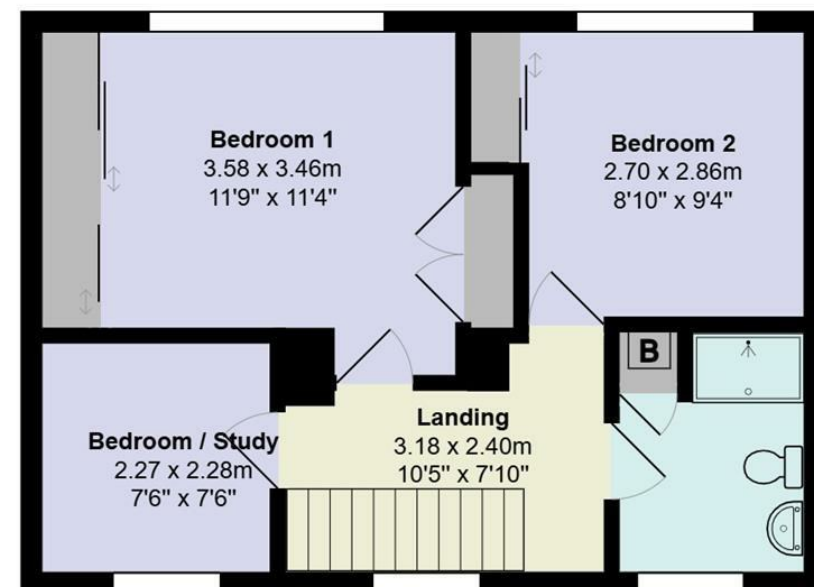 Bedroom 1
3.58 x 3.46m
11'9" x 11'4"
Bedroom 2
2.70 x 2.86m
8'10" x 9'4"
B
Bedroom / Study
2.27 x 2.28m
7'6" x 7'6"
Landing
3.18 x 2.40m
10'5" x 7'10"